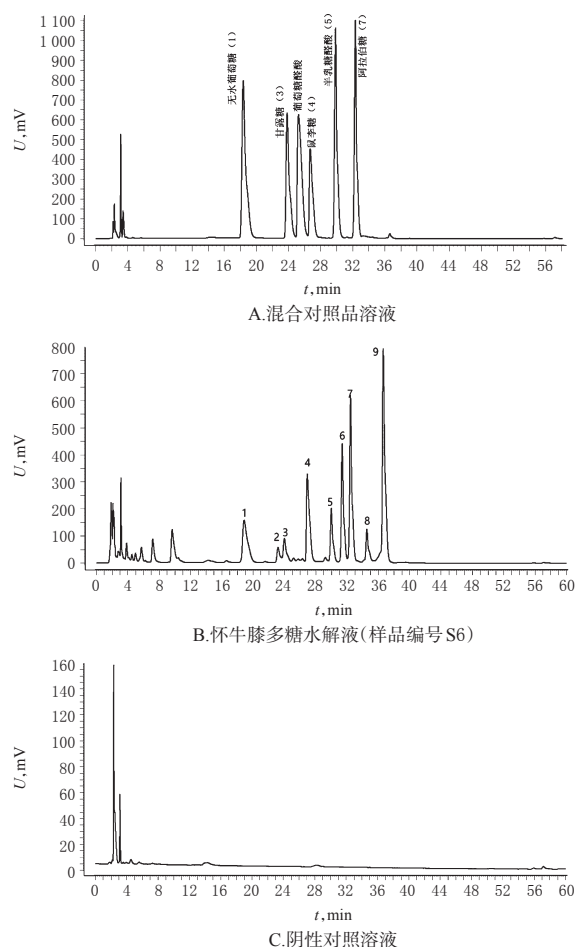 1 100
1 000
900
800
700
600
500
400
300
200
100
0
U,mV
无水葡萄糖（1）
甘露糖（3）
葡萄糖醛酸
鼠李糖（4）
半乳糖醛酸（5）
阿拉伯糖（7）
0 4 8 12 16 20 24 28 32 36 40 44 48 52 56
t,min
A.混合对照品溶液
800
700
600
500
400
300
200
100
0
U,mV
1 2 3 4 5 6 7 8 9
0 4 8 12 16 20 24 28 32 36 40 44 48 52 56 60
t,min
B.怀牛膝多糖水解液(样品编号S6)
160
140
120
100
80
60
40
20
0
U,mV
0 4 8 12 16 20 24 28 32 36 40 44 48 52 56 60
t,min
C.阴性对照溶液